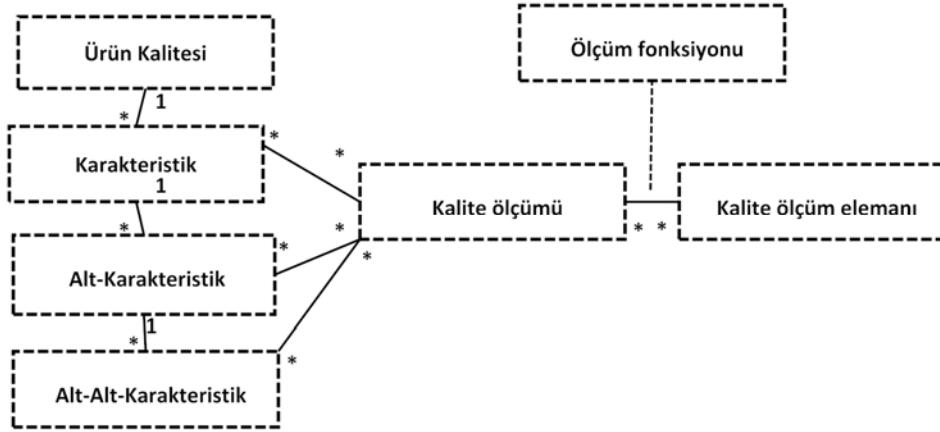 Ürün Kalitesi
Ölçüm fonksiyonu
1
*
*
Karakteristik
*
1
Kalite ölçümü
Kalite ölçüm elemanı
*
*
*
*
*
*
Alt-Karakteristik
1
*
*
Alt-Alt-Karakteristik